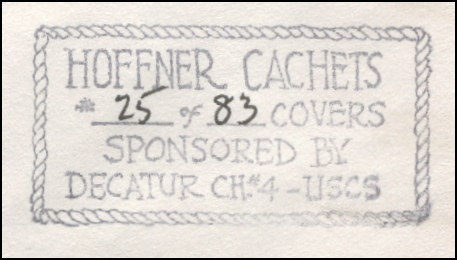 HOFFNER CACHETS
* 25 of 83 COVERS
SPONSORED BY
DECATUR CH.#4-USCS